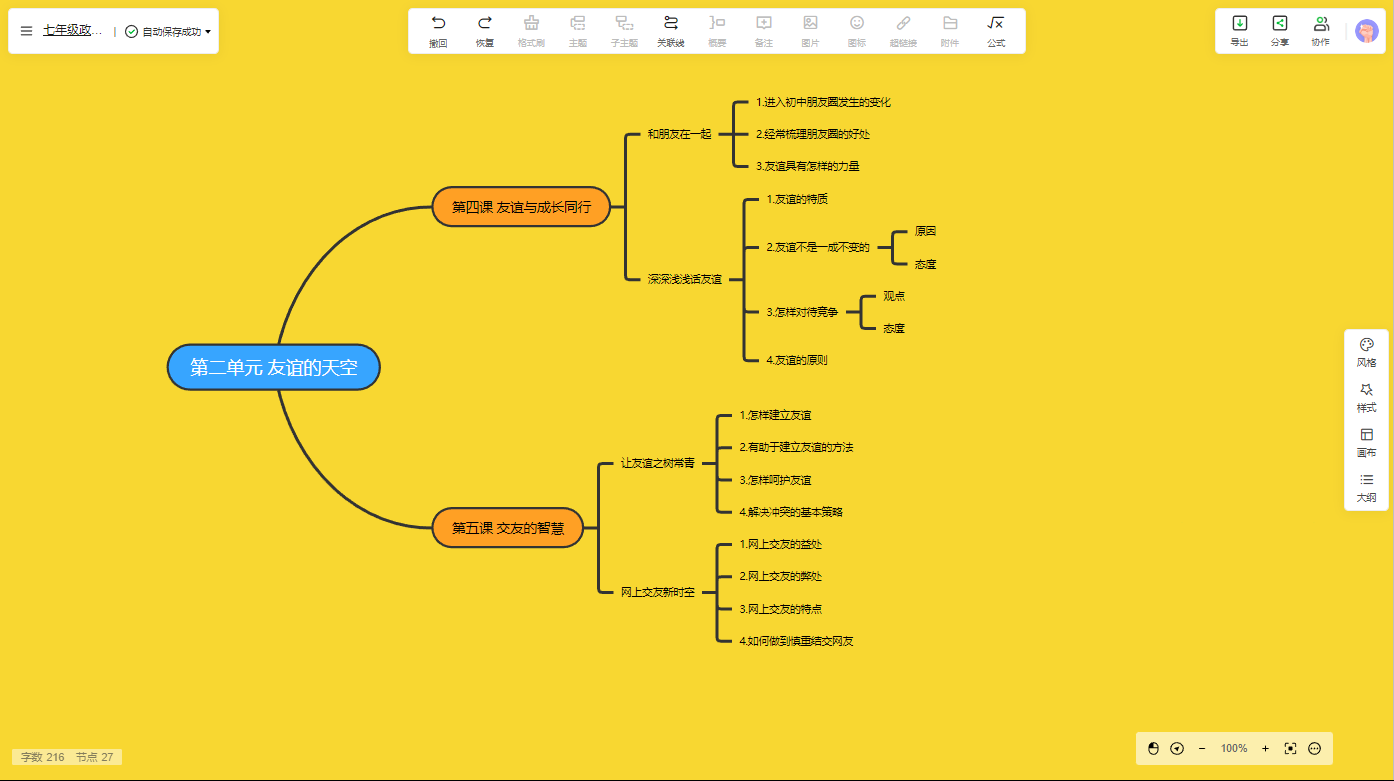 七年级政...
自动保存成功
撤回
恢复
格式刷
主题
子主题
关联线
概要
备注
图片
图标
超链接
附件
公式
导出
分享
协作
1.进入初中朋友圈发生的变化
和朋友在一起
2.经常梳理朋友圈的好处
3.友谊具有怎样的力量
1.友谊的特质
第四课 友谊与成长同行
原因
2.友谊不是一成不变的
态度
深深浅浅话友谊
观点
3.怎样对待竞争
态度
4.友谊的原则
第二单元 友谊的天空
1.怎样建立友谊
2.有助于建立友谊的方法
让友谊之树常青
3.怎样呵护友谊
4.解决冲突的基本策略
第五课 交友的智慧
1.网上交友的益处
2.网上交友的弊处
网上交友新时空
3.网上交友的特点
4.如何做到慎重结交网友
风格
样式
画布
大纲
字数 216 节点 27
100%